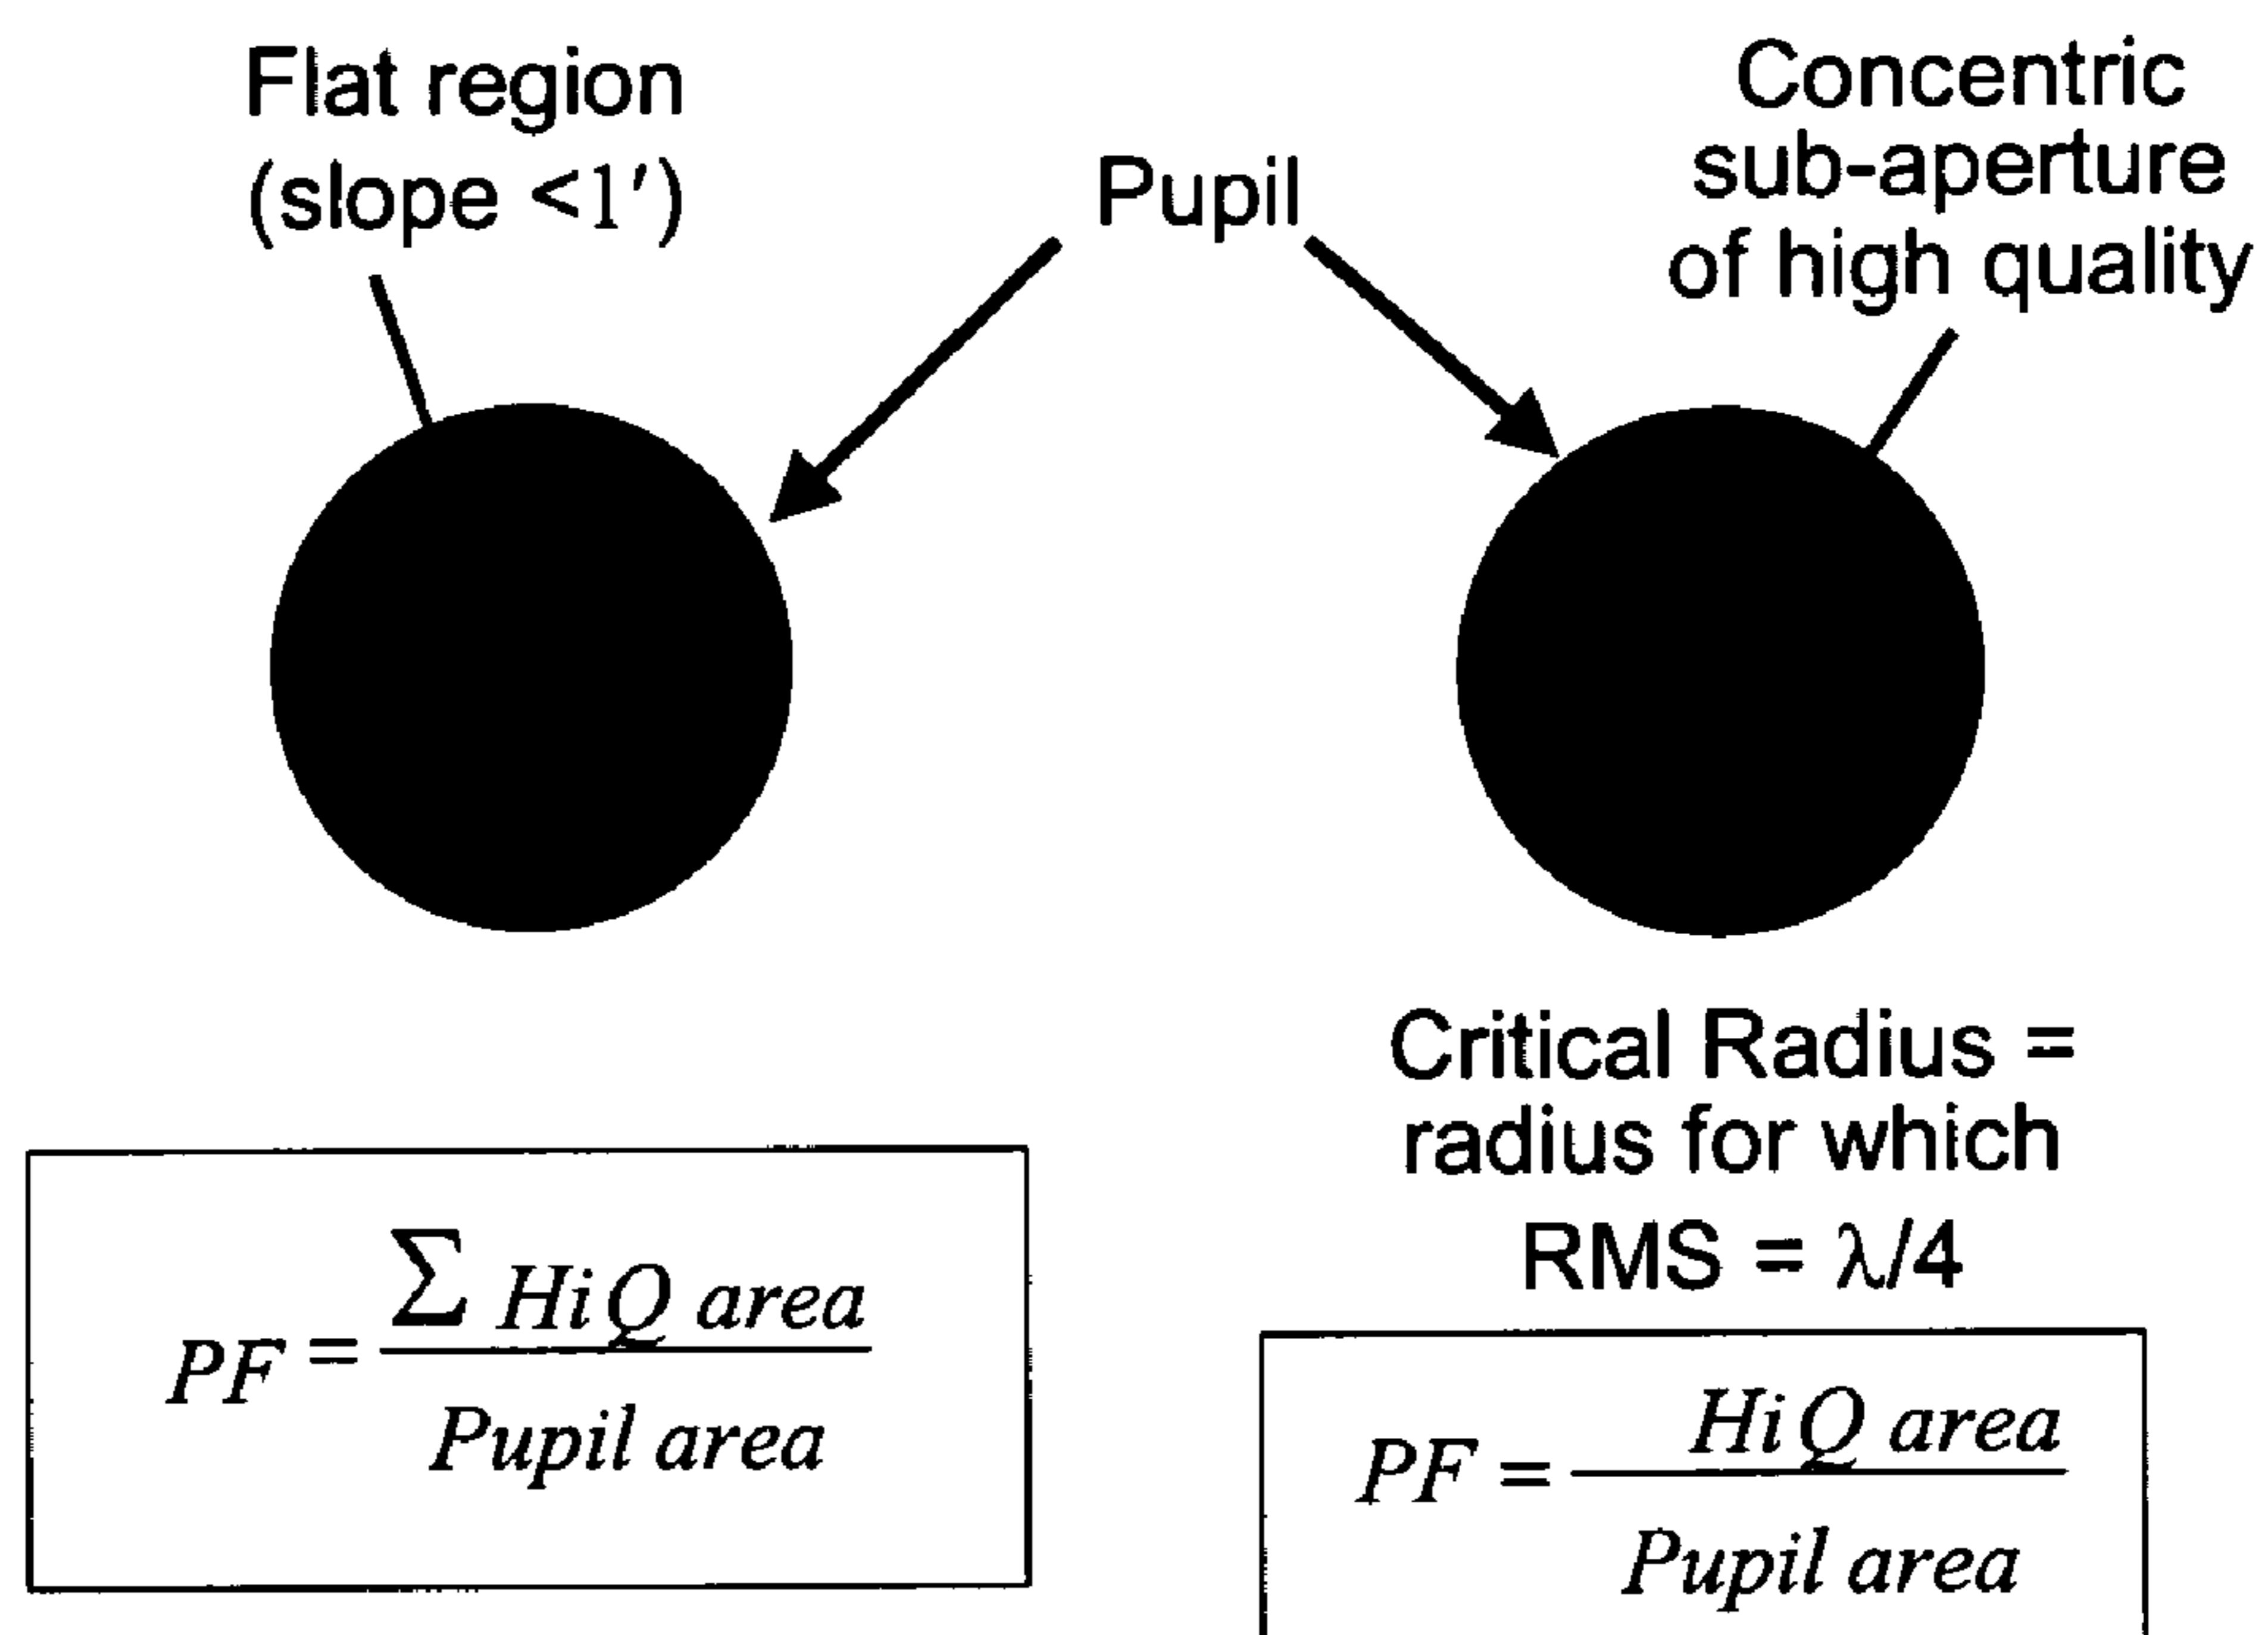 Flat region
(slope <1′)
Pupil
Concentric
sub-aperture
of high quality
Critical Radius =
radius for which
RMS = λ/4
PF = Σ HiQ area / Pupil area
PF = HiQ area / Pupil area